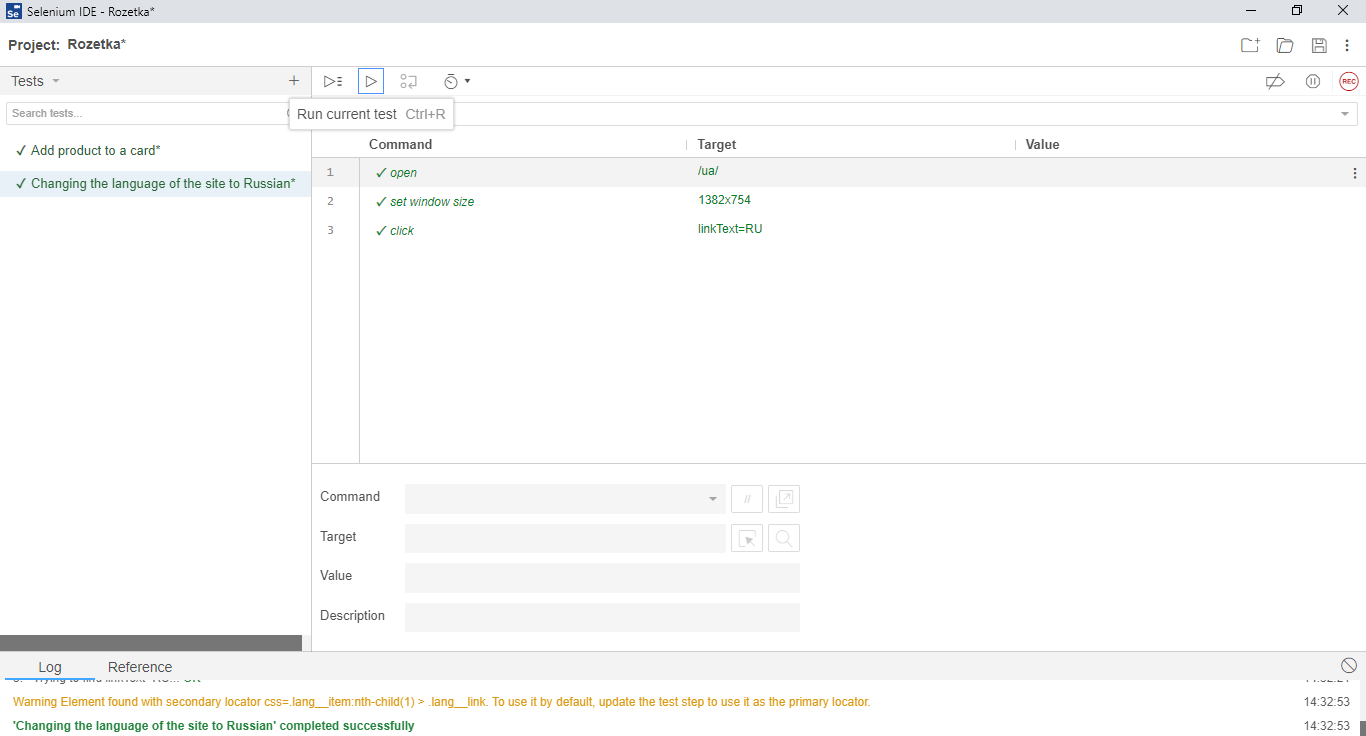 Se Selenium IDE - Rozetka*
Project: Rozetka*
Tests
REC
Search tests...
Run current test Ctrl+R
Command Target Value
✓ Add product to a card*
✓ Changing the language of the site to Russian*
1 ✓ open /ua/
2 ✓ set window size 1382x754
3 ✓ click linkText=RU
Command
//
Target
Value
Description
Log Reference
Warning Element found with secondary locator css=.lang__item:nth-child(1) > .lang__link. To use it by default, update the test step to use it as the primary locator. 14:32:53
'Changing the language of the site to Russian' completed successfully 14:32:53